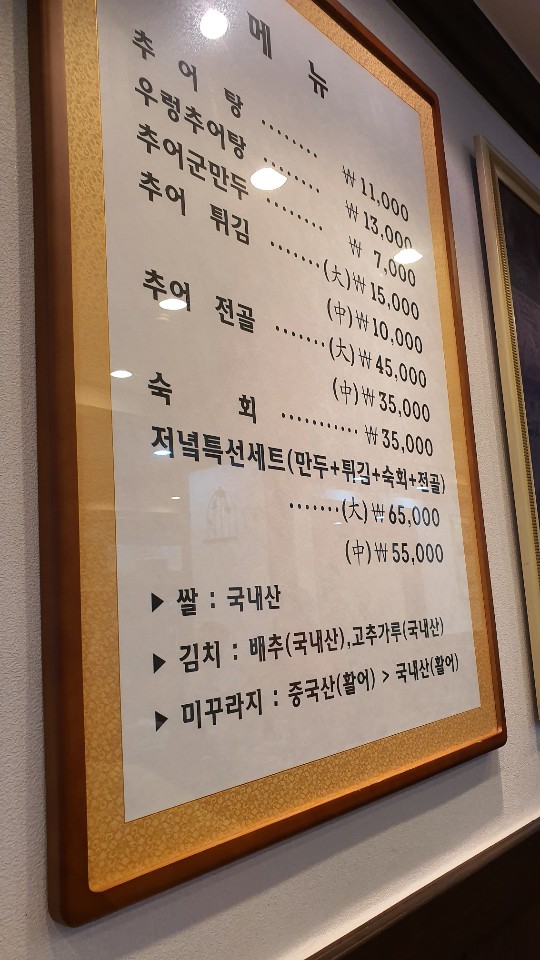 메뉴
추어탕 ········ ₩ 11,000
우렁추어탕 ········ ₩ 13,000
추어군만두 ········ ₩ 7,000
추어 튀김 ·······(大)₩ 15,000
(中)₩ 10,000
추어 전골 ·······(大)₩ 45,000
(中)₩ 35,000
숙 회 ··········· ₩ 35,000
저녁특선세트(만두+튀김+숙회+전골)
·······(大)₩ 65,000
(中)₩ 55,000
▶ 쌀 : 국내산
▶ 김치 : 배추(국내산),고추가루(국내산)
▶ 미꾸라지 : 중국산(활어) > 국내산(활어)